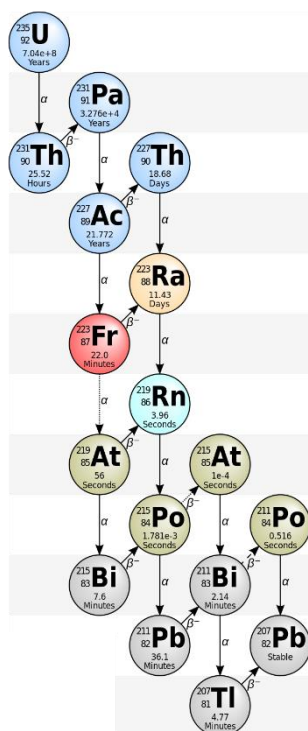 235
92 U
7.04e+8
Years
α
231
91 Pa
3.276e+4
Years
β⁻
231
90 Th
25.52
Hours
α
227
90 Th
18.68
Days
β⁻
227
89 Ac
21.772
Years
α
α
223
88 Ra
11.43
Days
β⁻
223
87 Fr
22.0
Minutes
α
α
219
86 Rn
3.96
Seconds
β⁻
219
85 At
56
Seconds
α
α
215
85 At
1e-4
Seconds
β⁻
215
84 Po
1.781e-3
Seconds
α
α
211
84 Po
0.516
Seconds
β⁻
215
83 Bi
7.6
Minutes
β⁻
211
83 Bi
2.14
Minutes
α
α
β⁻
211
82 Pb
36.1
Minutes
α
207
82 Pb
Stable
β⁻
207
81 Tl
4.77
Minutes